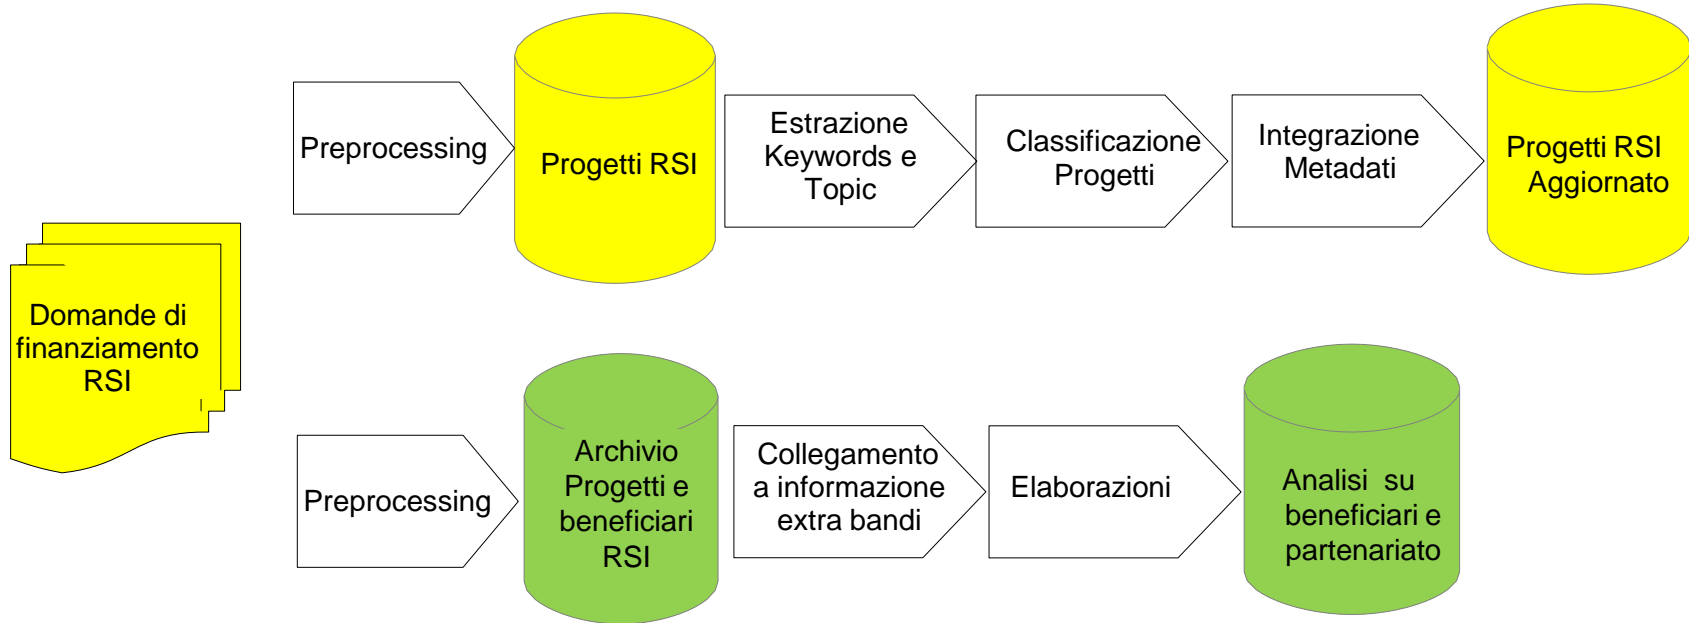 Domande di
finanziamento
RSI
Preprocessing
Progetti RSI
Estrazione
Keywords e
Topic
Classificazione
Progetti
Integrazione
Metadati
Progetti RSI
Aggiornato
Preprocessing
Archivio
Progetti e
beneficiari
RSI
Collegamento
a informazione
extra bandi
Elaborazioni
Analisi su
beneficiari e
partenariato